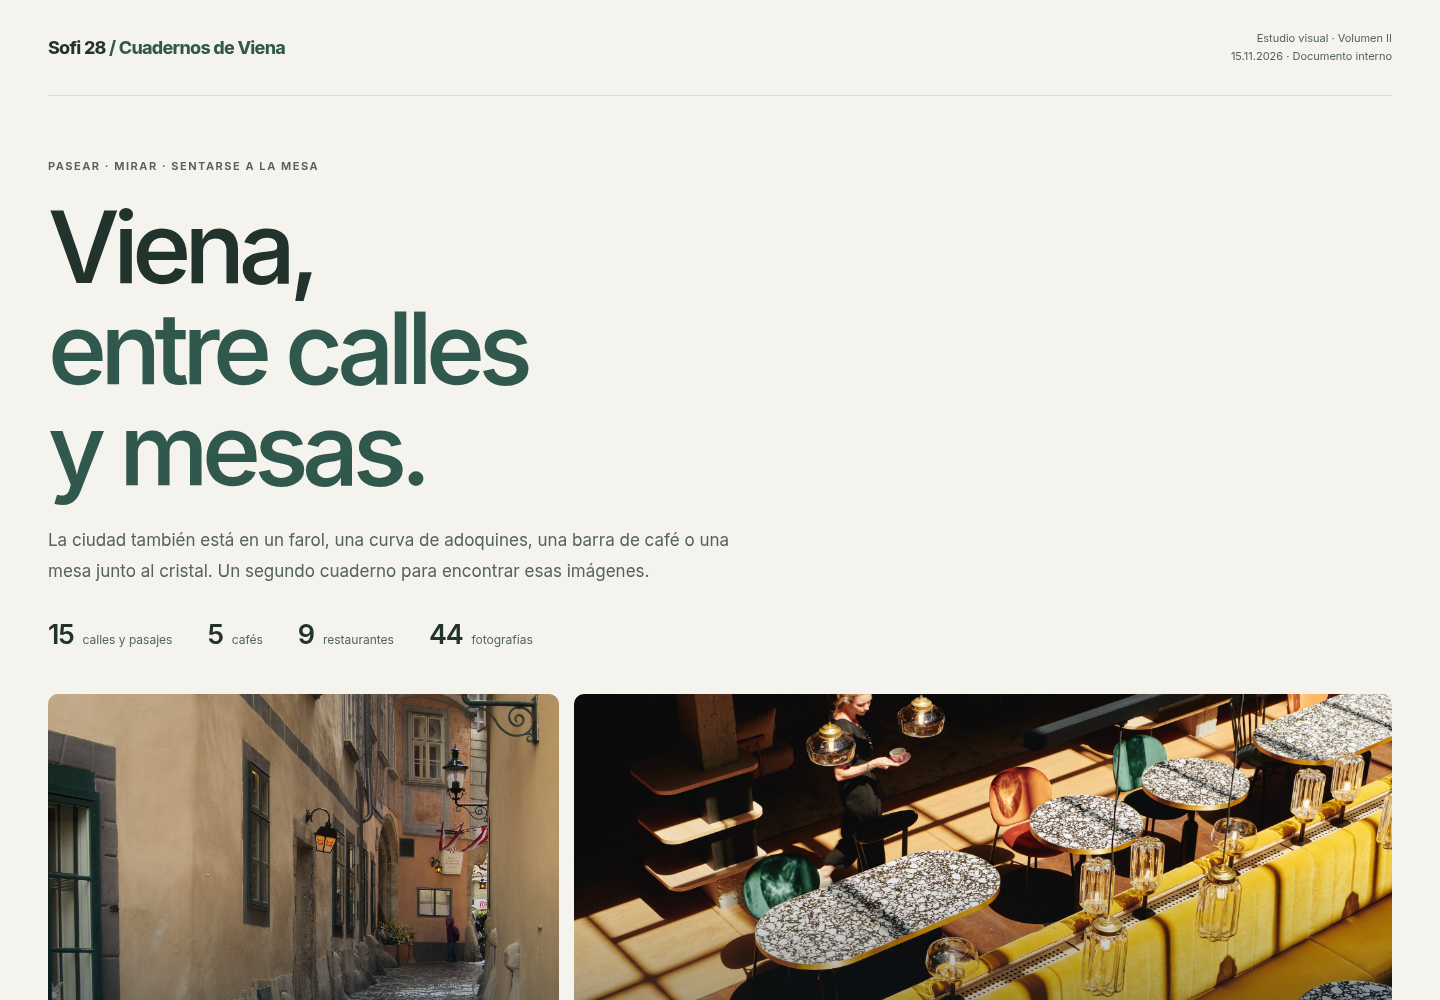 Sofi 28 / Cuadernos de Viena
Estudio visual · Volumen II
15.11.2026 · Documento interno
PASEAR · MIRAR · SENTARSE A LA MESA
Viena,
entre calles
y mesas.
La ciudad también está en un farol, una curva de adoquines, una barra de café o una
mesa junto al cristal. Un segundo cuaderno para encontrar esas imágenes.
15 calles y pasajes 5 cafés 9 restaurantes 44 fotografías